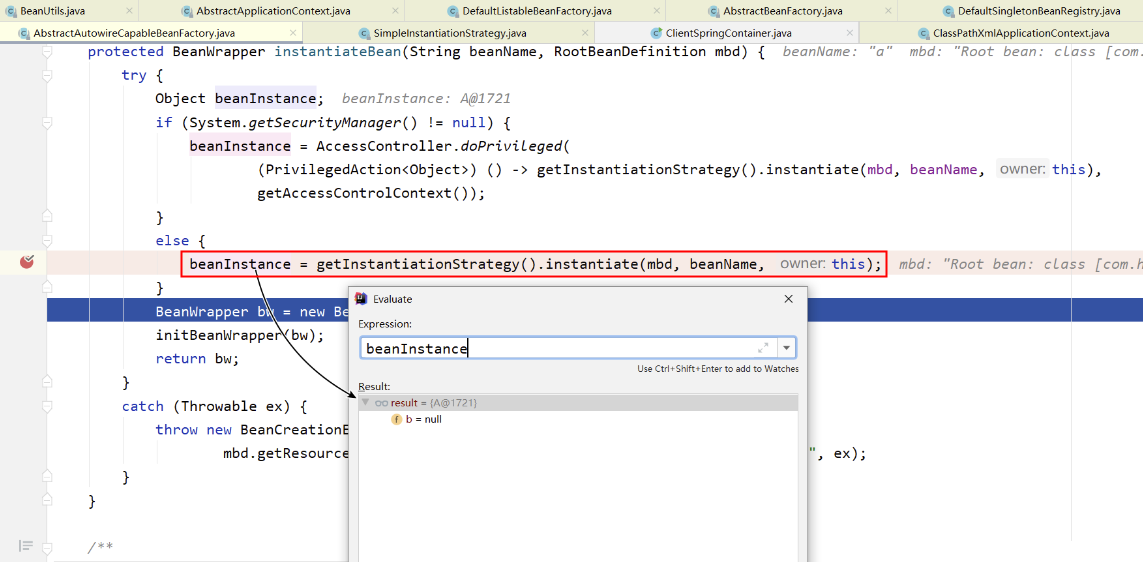 BeanUtils.java
AbstractApplicationContext.java
DefaultListableBeanFactory.java
AbstractBeanFactory.java
DefaultSingletonBeanRegistry.java
AbstractAutowireCapableBeanFactory.java
SimpleInstantiationStrategy.java
ClientSpringContainer.java
ClassPathXmlApplicationContext.java
protected BeanWrapper instantiateBean(String beanName, RootBeanDefinition mbd) { beanName: "a" mbd: "Root bean: class [com.
try {
Object beanInstance; beanInstance: A@1721
if (System.getSecurityManager() != null) {
beanInstance = AccessController.doPrivileged(
(PrivilegedAction<Object>) () -> getInstantiationStrategy().instantiate(mbd, beanName, owner: this),
getAccessControlContext());
}
else {
beanInstance = getInstantiationStrategy().instantiate(mbd, beanName, owner: this); mbd: "Root bean: class [com.h
}
BeanWrapper bw = new Be
initBeanWrapper(bw);
return bw;
}
catch (Throwable ex) {
throw new BeanCreationE
mbd.getResource
", ex);
}
}
/**
Evaluate
Expression:
beanInstance
Use Ctrl+Shift+Enter to add to Watches
Result:
result = {A@1721}
f b = null